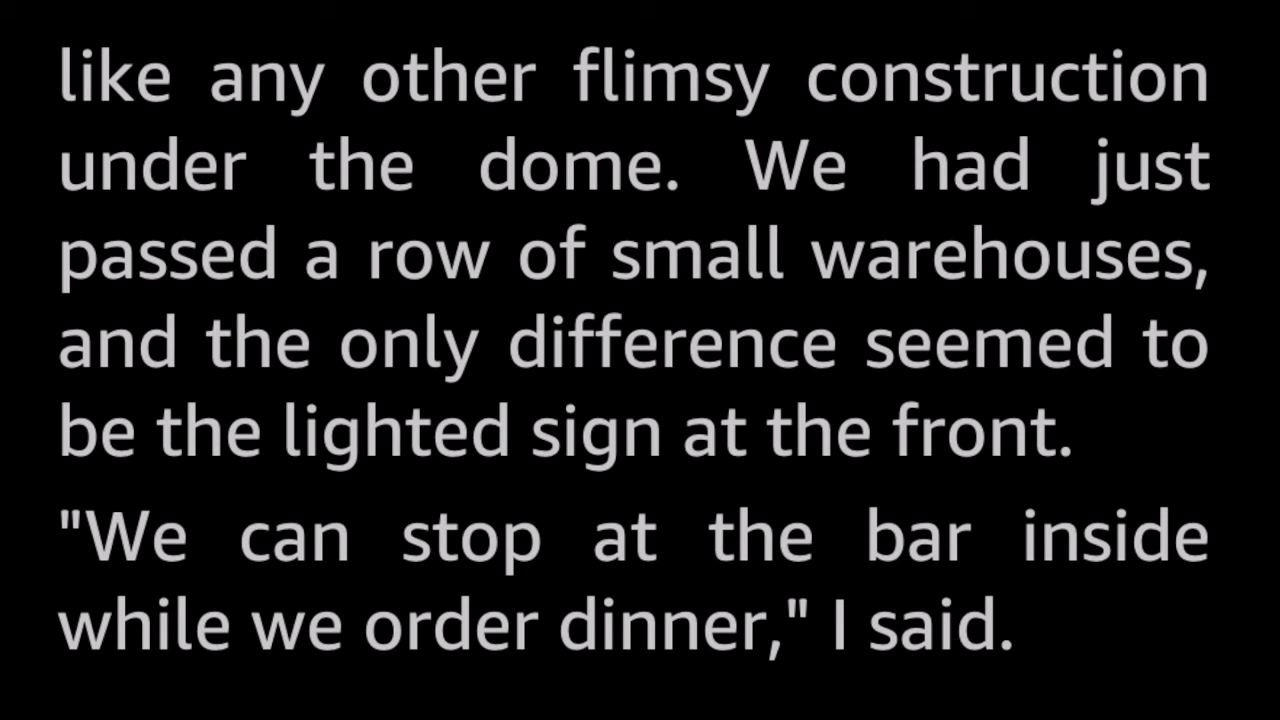 like any other flimsy construction
under the dome. We had just
passed a row of small warehouses,
and the only difference seemed to
be the lighted sign at the front.
"We can stop at the bar inside
while we order dinner," I said.